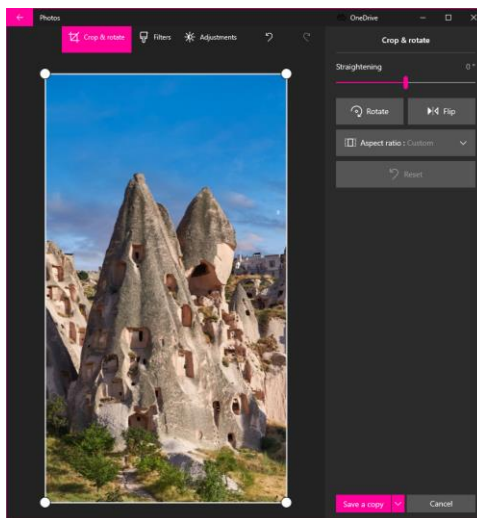 Photos
OneDrive
Crop & rotate
Filters
Adjustments
Crop & rotate
Straightening
0 °
Rotate
Flip
Aspect ratio : Custom
Reset
Save a copy
Cancel